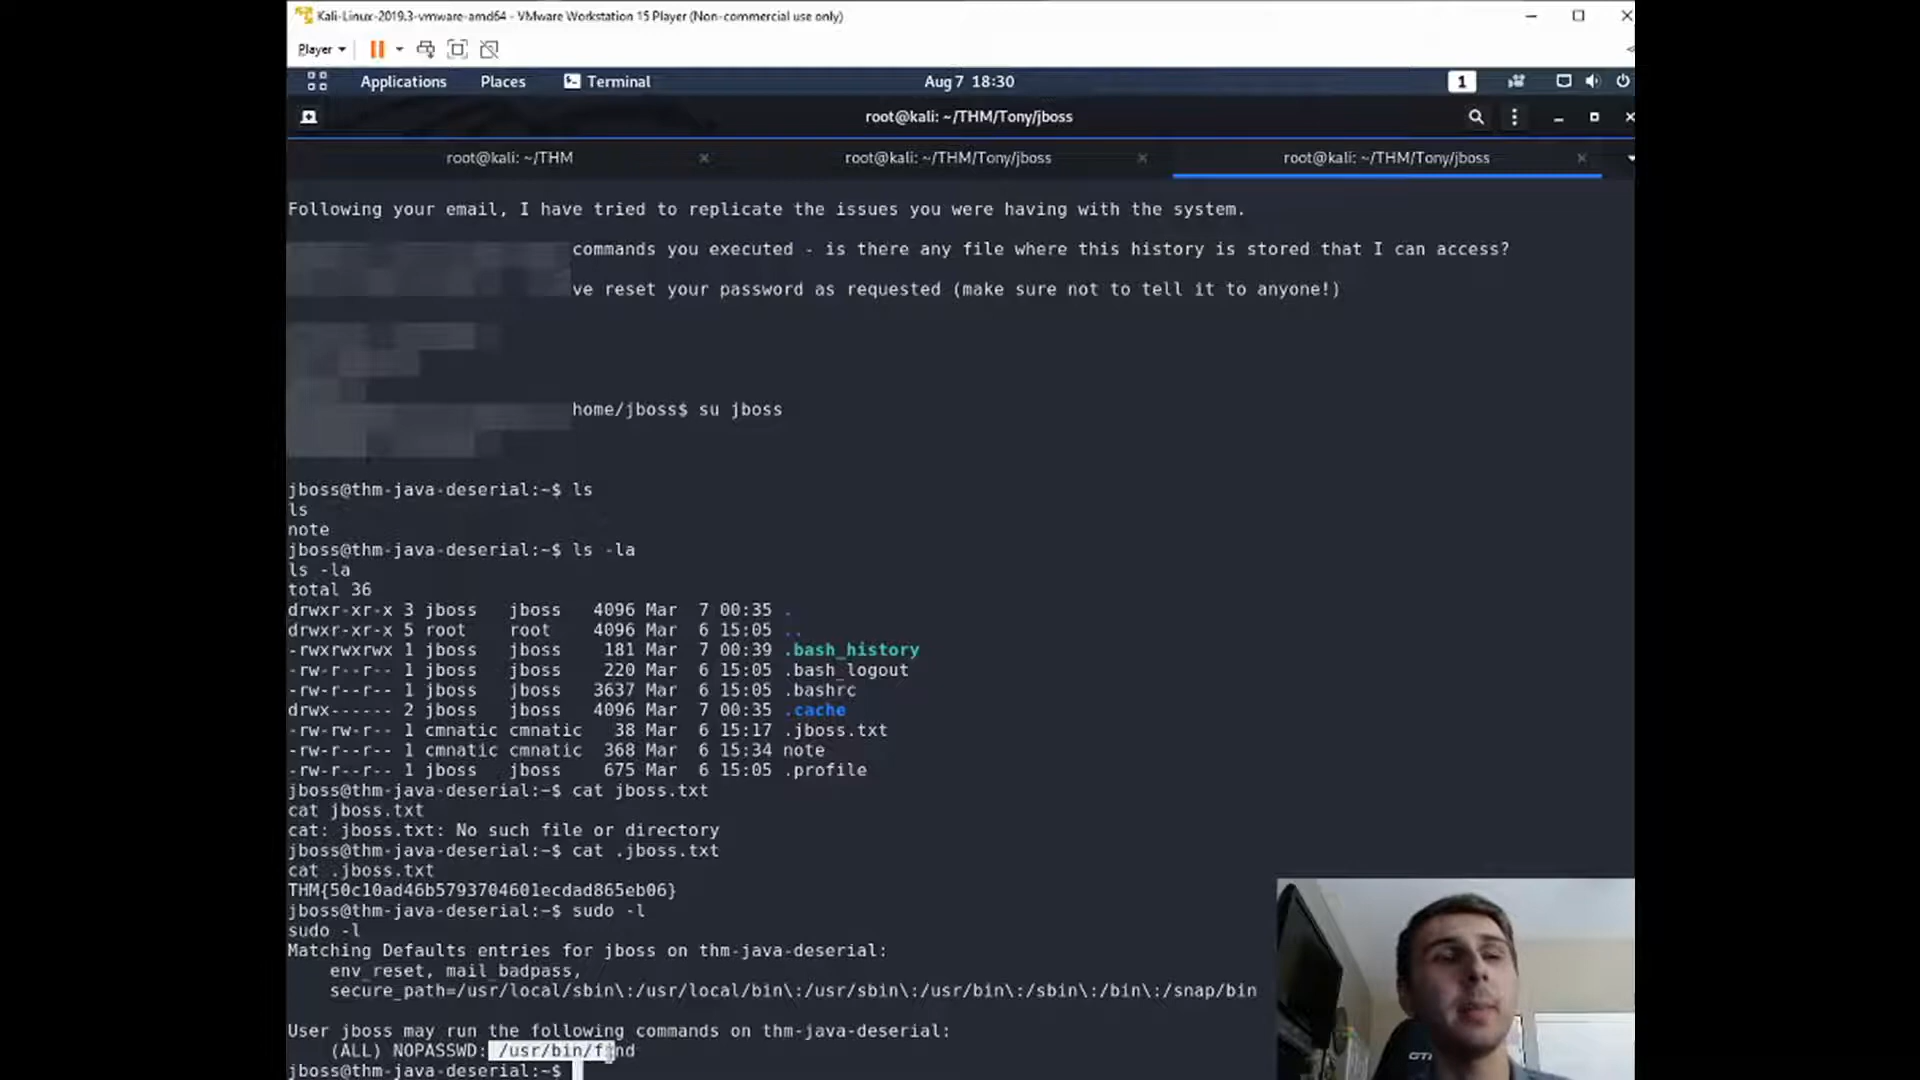 Kali-Linux-2019.3-vmware-amd64 - VMware Workstation 15 Player (Non-commercial use only)
Player
Applications Places Terminal Aug 7 18:30 1
root@kali: ~/THM/Tony/jboss
root@kali: ~/THM root@kali: ~/THM/Tony/jboss root@kali: ~/THM/Tony/jboss
Following your email, I have tried to replicate the issues you were having with the system.
commands you executed - is there any file where this history is stored that I can access?
ve reset your password as requested (make sure not to tell it to anyone!)
home/jboss$ su jboss
jboss@thm-java-deserial:~$ ls
ls
note
jboss@thm-java-deserial:~$ ls -la
ls -la
total 36
drwxr-xr-x 3 jboss jboss 4096 Mar 7 00:35 .
drwxr-xr-x 5 root root 4096 Mar 6 15:05 ..
-rwxrwxrwx 1 jboss jboss 181 Mar 7 00:39 .bash_history
-rw-r--r-- 1 jboss jboss 220 Mar 6 15:05 .bash_logout
-rw-r--r-- 1 jboss jboss 3637 Mar 6 15:05 .bashrc
drwx------ 2 jboss jboss 4096 Mar 7 00:35 .cache
-rw-rw-r-- 1 cmnatic cmnatic 38 Mar 6 15:17 .jboss.txt
-rw-r--r-- 1 cmnatic cmnatic 368 Mar 6 15:34 note
-rw-r--r-- 1 jboss jboss 675 Mar 6 15:05 .profile
jboss@thm-java-deserial:~$ cat jboss.txt
cat jboss.txt
cat: jboss.txt: No such file or directory
jboss@thm-java-deserial:~$ cat .jboss.txt
cat .jboss.txt
THM{50c10ad46b5793704601ecdad865eb06}
jboss@thm-java-deserial:~$ sudo -l
sudo -l
Matching Defaults entries for jboss on thm-java-deserial:
env_reset, mail_badpass,
secure_path=/usr/local/sbin\:/usr/local/bin\:/usr/sbin\:/usr/bin\:/sbin\:/bin\:/snap/bin
User jboss may run the following commands on thm-java-deserial:
(ALL) NOPASSWD: /usr/bin/find
jboss@thm-java-deserial:~$